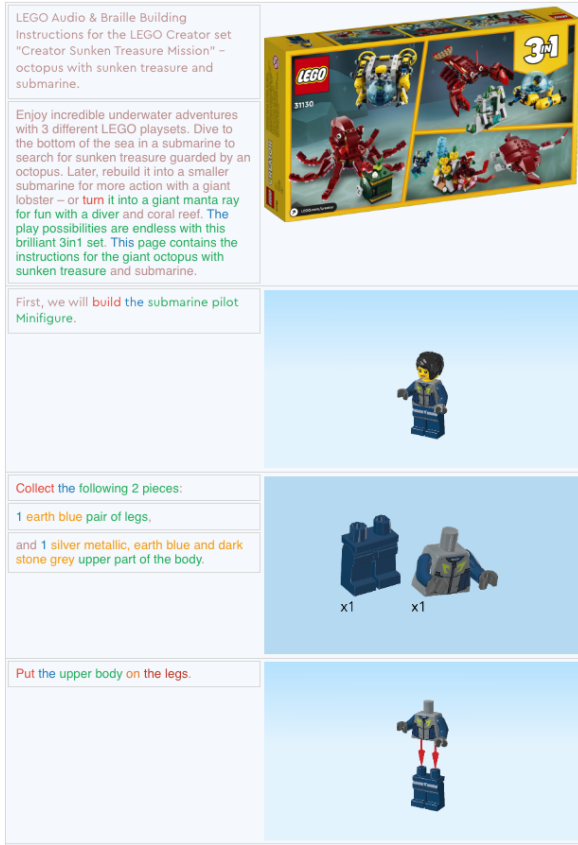 LEGO Audio & Braille Building
Instructions for the LEGO Creator set
"Creator Sunken Treasure Mission" –
octopus with sunken treasure and
submarine.
LEGO
31130
3in1
CREATOR
Enjoy incredible underwater adventures
with 3 different LEGO playsets. Dive to
the bottom of the sea in a submarine to
search for sunken treasure guarded by an
octopus. Later, rebuild it into a smaller
submarine for more action with a giant
lobster – or turn it into a giant manta ray
for fun with a diver and coral reef. The
play possibilities are endless with this
brilliant 3in1 set. This page contains the
instructions for the giant octopus with
sunken treasure and submarine.
First, we will build the submarine pilot
Minifigure.
Collect the following 2 pieces:
1 earth blue pair of legs,
and 1 silver metallic, earth blue and dark
stone grey upper part of the body.
x1 x1
Put the upper body on the legs.